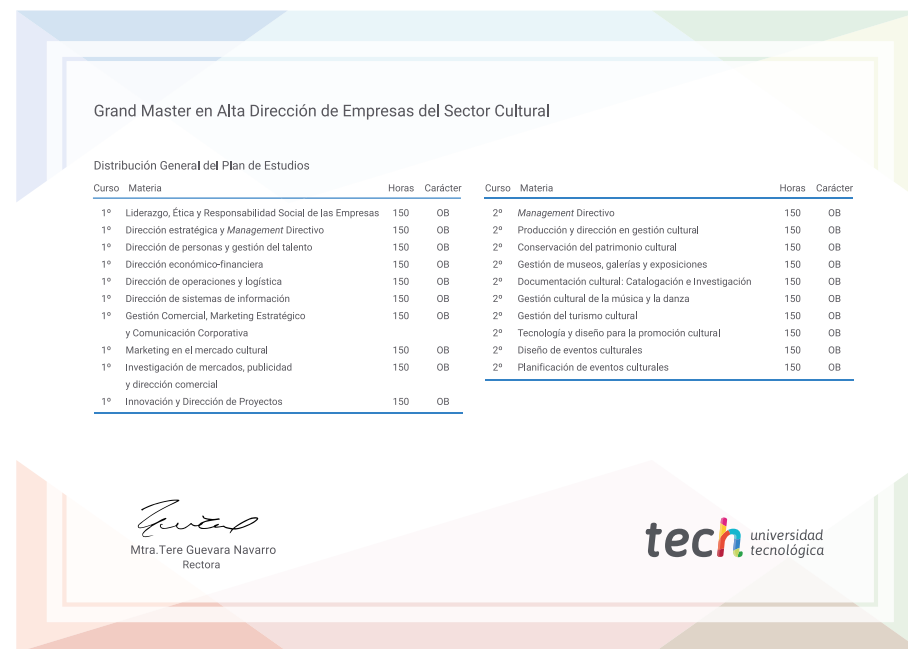 Grand Master en Alta Dirección de Empresas del Sector Cultural
Distribución General del Plan de Estudios
Curso Materia Horas Carácter
1º Liderazgo, Ética y Responsabilidad Social de las Empresas 150 OB
1º Dirección estratégica y Management Directivo 150 OB
1º Dirección de personas y gestión del talento 150 OB
1º Dirección económico-financiera 150 OB
1º Dirección de operaciones y logística 150 OB
1º Dirección de sistemas de información 150 OB
1º Gestión Comercial, Marketing Estratégico 150 OB
y Comunicación Corporativa
1º Marketing en el mercado cultural 150 OB
1º Investigación de mercados, publicidad 150 OB
y dirección comercial
1º Innovación y Dirección de Proyectos 150 OB
Curso Materia Horas Carácter
2º Management Directivo 150 OB
2º Producción y dirección en gestión cultural 150 OB
2º Conservación del patrimonio cultural 150 OB
2º Gestión de museos, galerías y exposiciones 150 OB
2º Documentación cultural: Catalogación e Investigación 150 OB
2º Gestión cultural de la música y la danza 150 OB
2º Gestión del turismo cultural 150 OB
2º Tecnología y diseño para la promoción cultural 150 OB
2º Diseño de eventos culturales 150 OB
2º Planificación de eventos culturales 150 OB
Mtra.Tere Guevara Navarro
Rectora
tech universidad
tecnológica